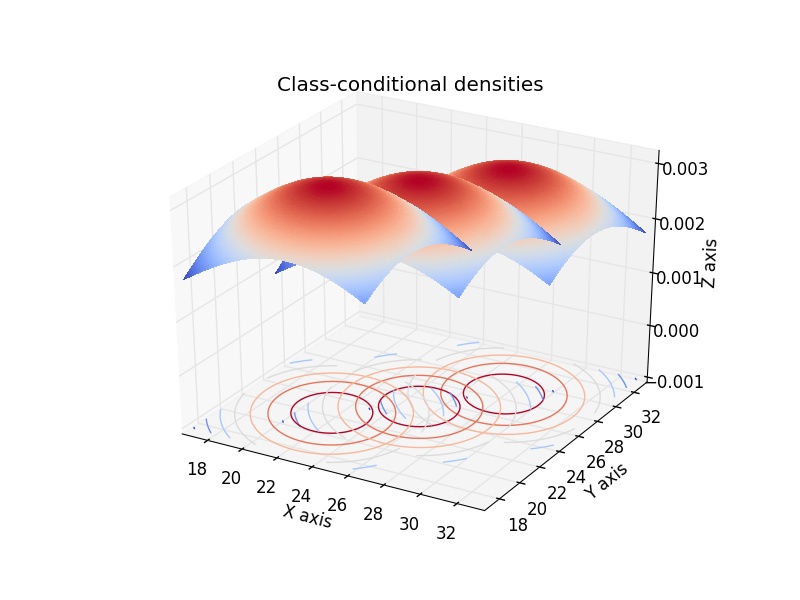 Class-conditional densities
0.003
0.002
0.001
0.000
-0.001
Z axis
18 20 22 24 26 28 30 32
X axis
18 20 22 24 26 28 30 32
Y axis